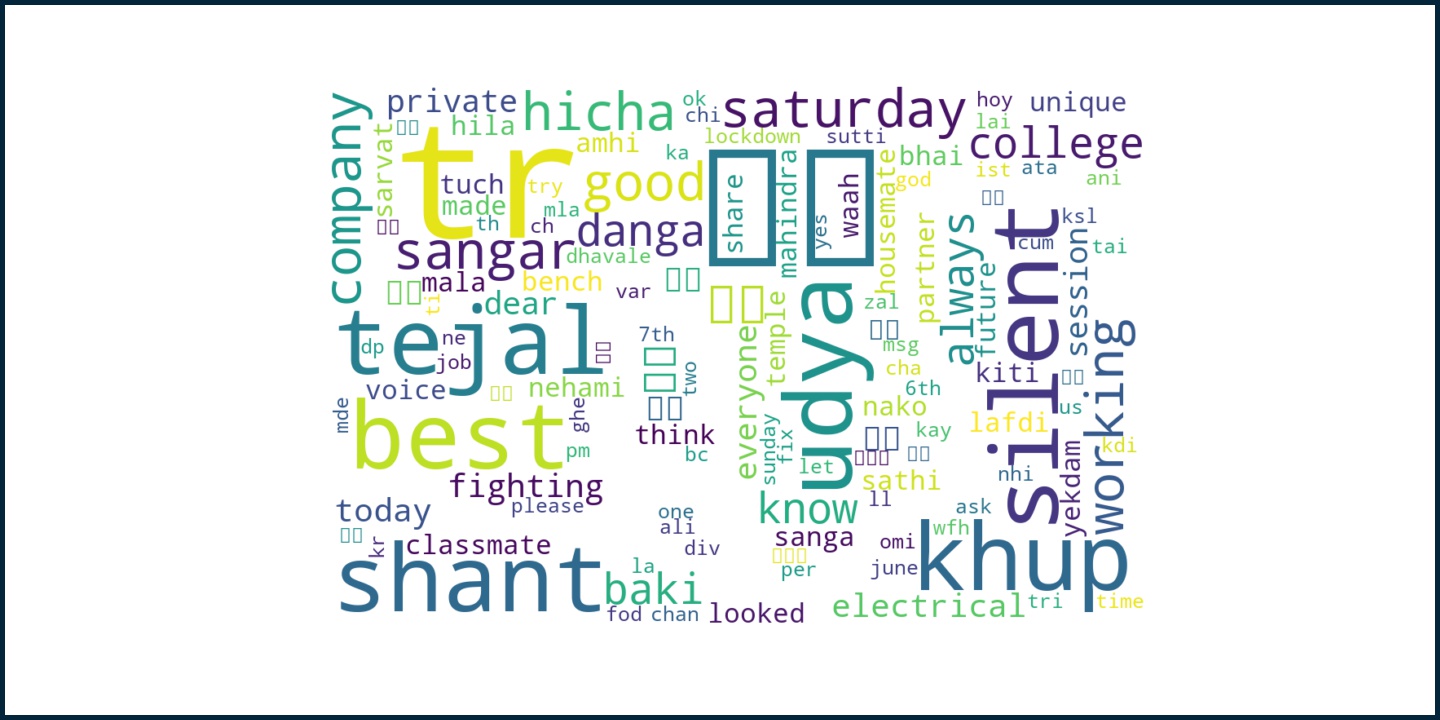 private
hicha
ok
chi
saturday
hoy
unique
company
sarvat
hila
lockdown
sutti
lai
college
tr
amhi
ka
bhai
ist
ata
ani
tuch
try
good
share
mahindra
yes
waah
housemate
god
made
mla
th
ch
danga
partner
always
silent
ksl
cum
tai
sangar
dhavale
session
mala
bench
var
future
ti
dear
zal
temple
udya
tejal
dp
ne
job
7th
everyone
msg
working
cha
kiti
voice
nehami
two
6th
us
mde
best
ghe
nako
lafdi
think
sunday
fix
kay
pm
bc
kdi
let
nhi
yekdam
fighting
sathi
please
ll
today
one
know
ask
ali
wfh
kr
classmate
div
sanga
omi
khup
shant
la
per
june
baki
fod
chan
looked
electrical
tri
time